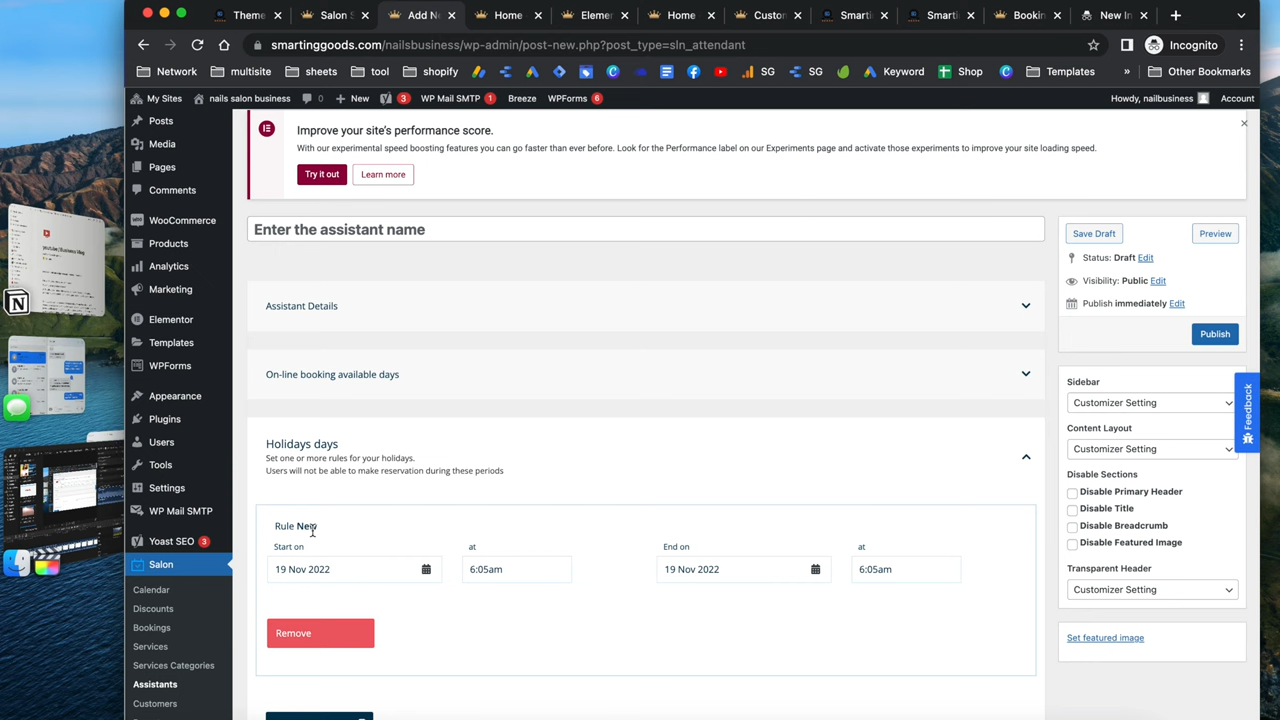 Theme
Salon S
Add Ne
Home
Elemer
Home
Custon
Smarti
Smarti
Bookin
New In
smartinggoods.com/nailsbusiness/wp-admin/post-new.php?post_type=sln_attendant
Incognito
Network
multisite
sheets
tool
shopify
SG
SG
Keyword
Shop
Templates
»
Other Bookmarks
My Sites
nails salon business
0
New
3
WP Mail SMTP 1
Breeze
WPForms 6
Howdy, nailbusiness
Account
Posts
Media
Pages
Comments
WooCommerce
Products
Analytics
Marketing
Elementor
Templates
WPForms
Appearance
Plugins
Users
Tools
Settings
WP Mail SMTP
Yoast SEO 3
Salon
Calendar
Discounts
Bookings
Services
Services Categories
Assistants
Customers
Improve your site's performance score.
With our experimental speed boosting features you can go faster than ever before. Look for the Performance label on our Experiments page and activate those experiments to improve your site loading speed.
Try it out
Learn more
Enter the assistant name
Assistant Details
On-line booking available days
Holidays days
Set one or more rules for your holidays.
Users will not be able to make reservation during these periods
Rule New
Start on
at
End on
at
19 Nov 2022
6:05am
19 Nov 2022
6:05am
Remove
Save Draft
Preview
Status: Draft Edit
Visibility: Public Edit
Publish immediately Edit
Publish
Sidebar
Customizer Setting
Content Layout
Customizer Setting
Disable Sections
Disable Primary Header
Disable Title
Disable Breadcrumb
Disable Featured Image
Transparent Header
Customizer Setting
Set featured image
Feedback